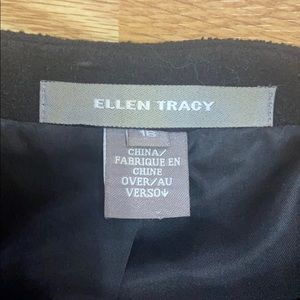 ELLEN TRACY
16
CHINA/
FABRIQUE EN
CHINE
OVER/AU
VERSO↓